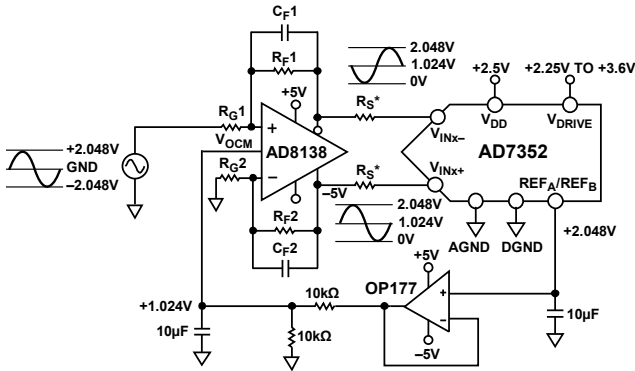 CF1
RF1
2.048V
1.024V
0V
+2.5V
+2.25V TO +3.6V
+5V
RS*
RG1
VOCM
+
VINx–
VDD
VDRIVE
+2.048V
GND
–2.048V
AD8138
AD7352
RG2
–
RS*
VINx+
–5V
REFA/REFB
2.048V
1.024V
0V
RF2
CF2
AGND
DGND
+2.048V
OP177
+5V
+1.024V
10kΩ
+
–
10µF
10kΩ
–5V
10µF